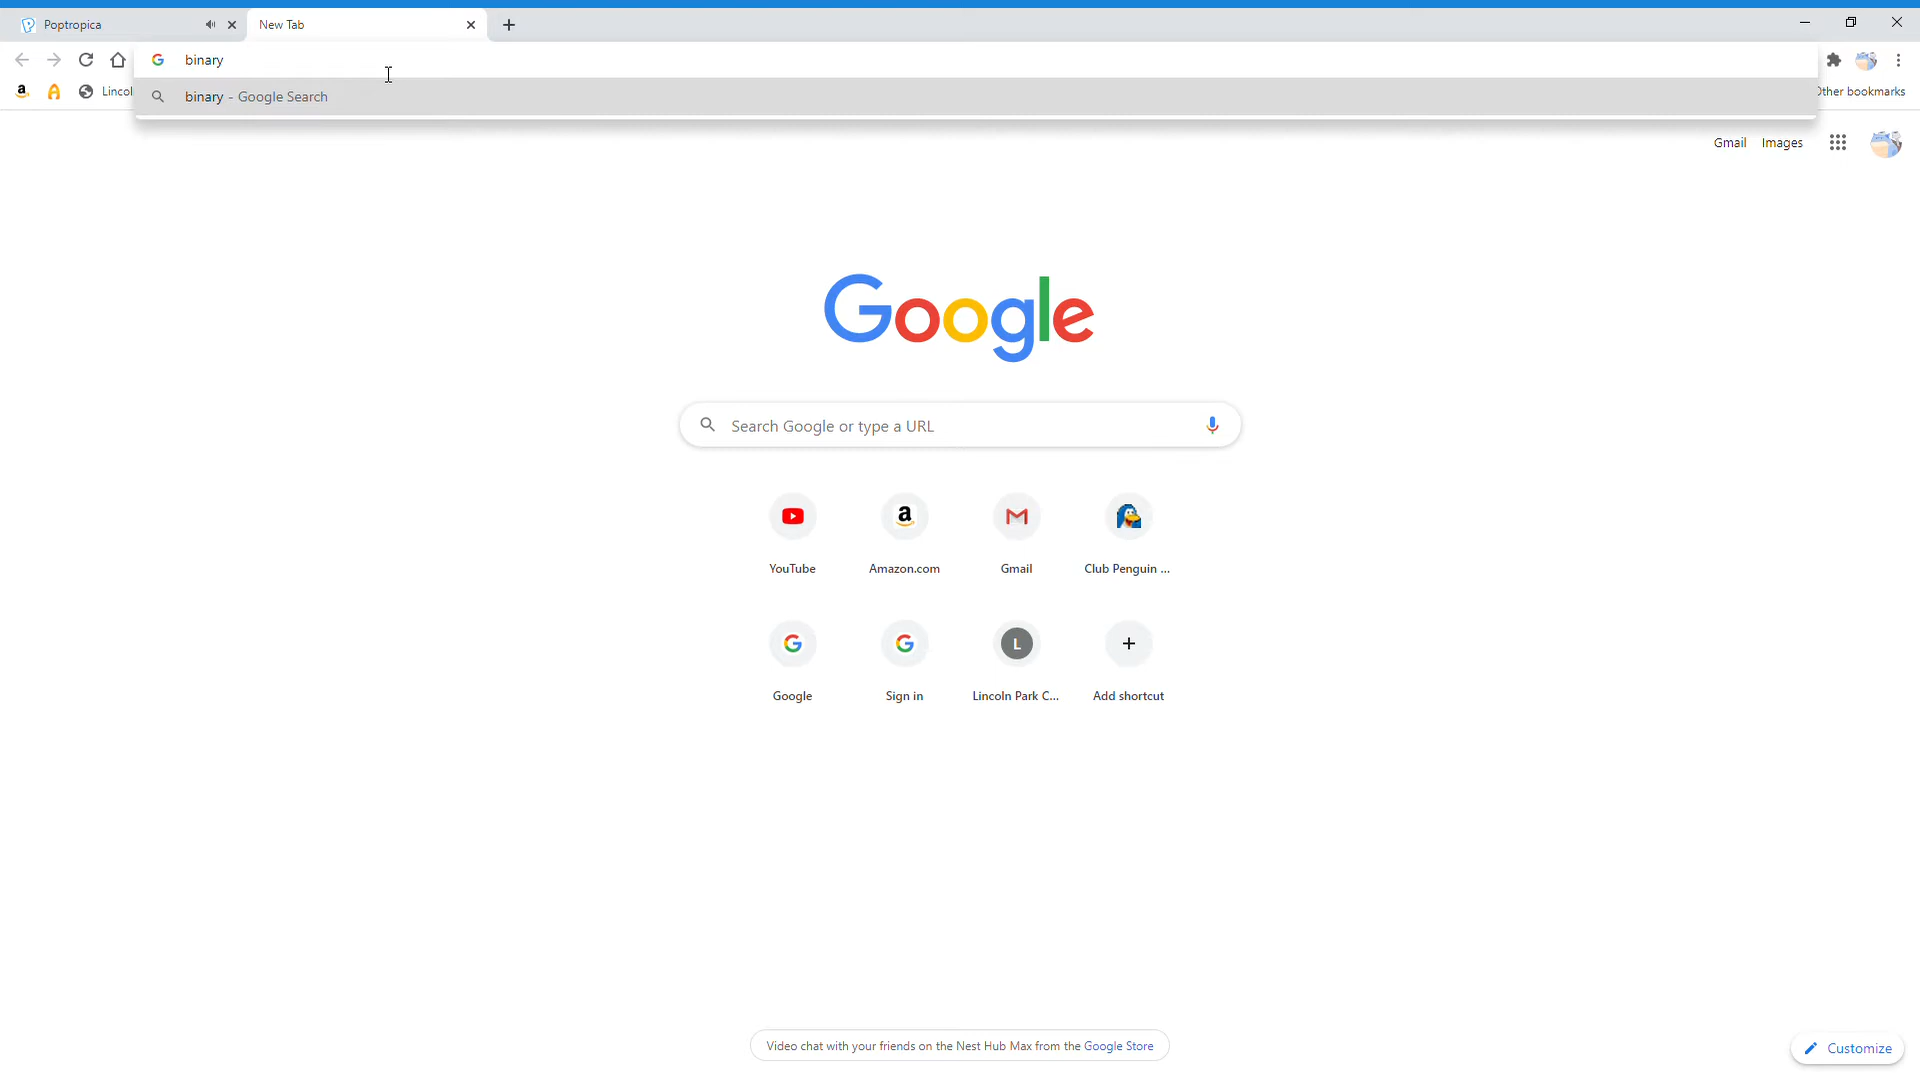 Poptropica
New Tab
binary
Lincol
binary - Google Search
Other bookmarks
Gmail Images
Google
Search Google or type a URL
a
YouTube Amazon.com Gmail Club Penguin ...
L
Google Sign in Lincoln Park C... Add shortcut
Video chat with your friends on the Nest Hub Max from the Google Store
Customize